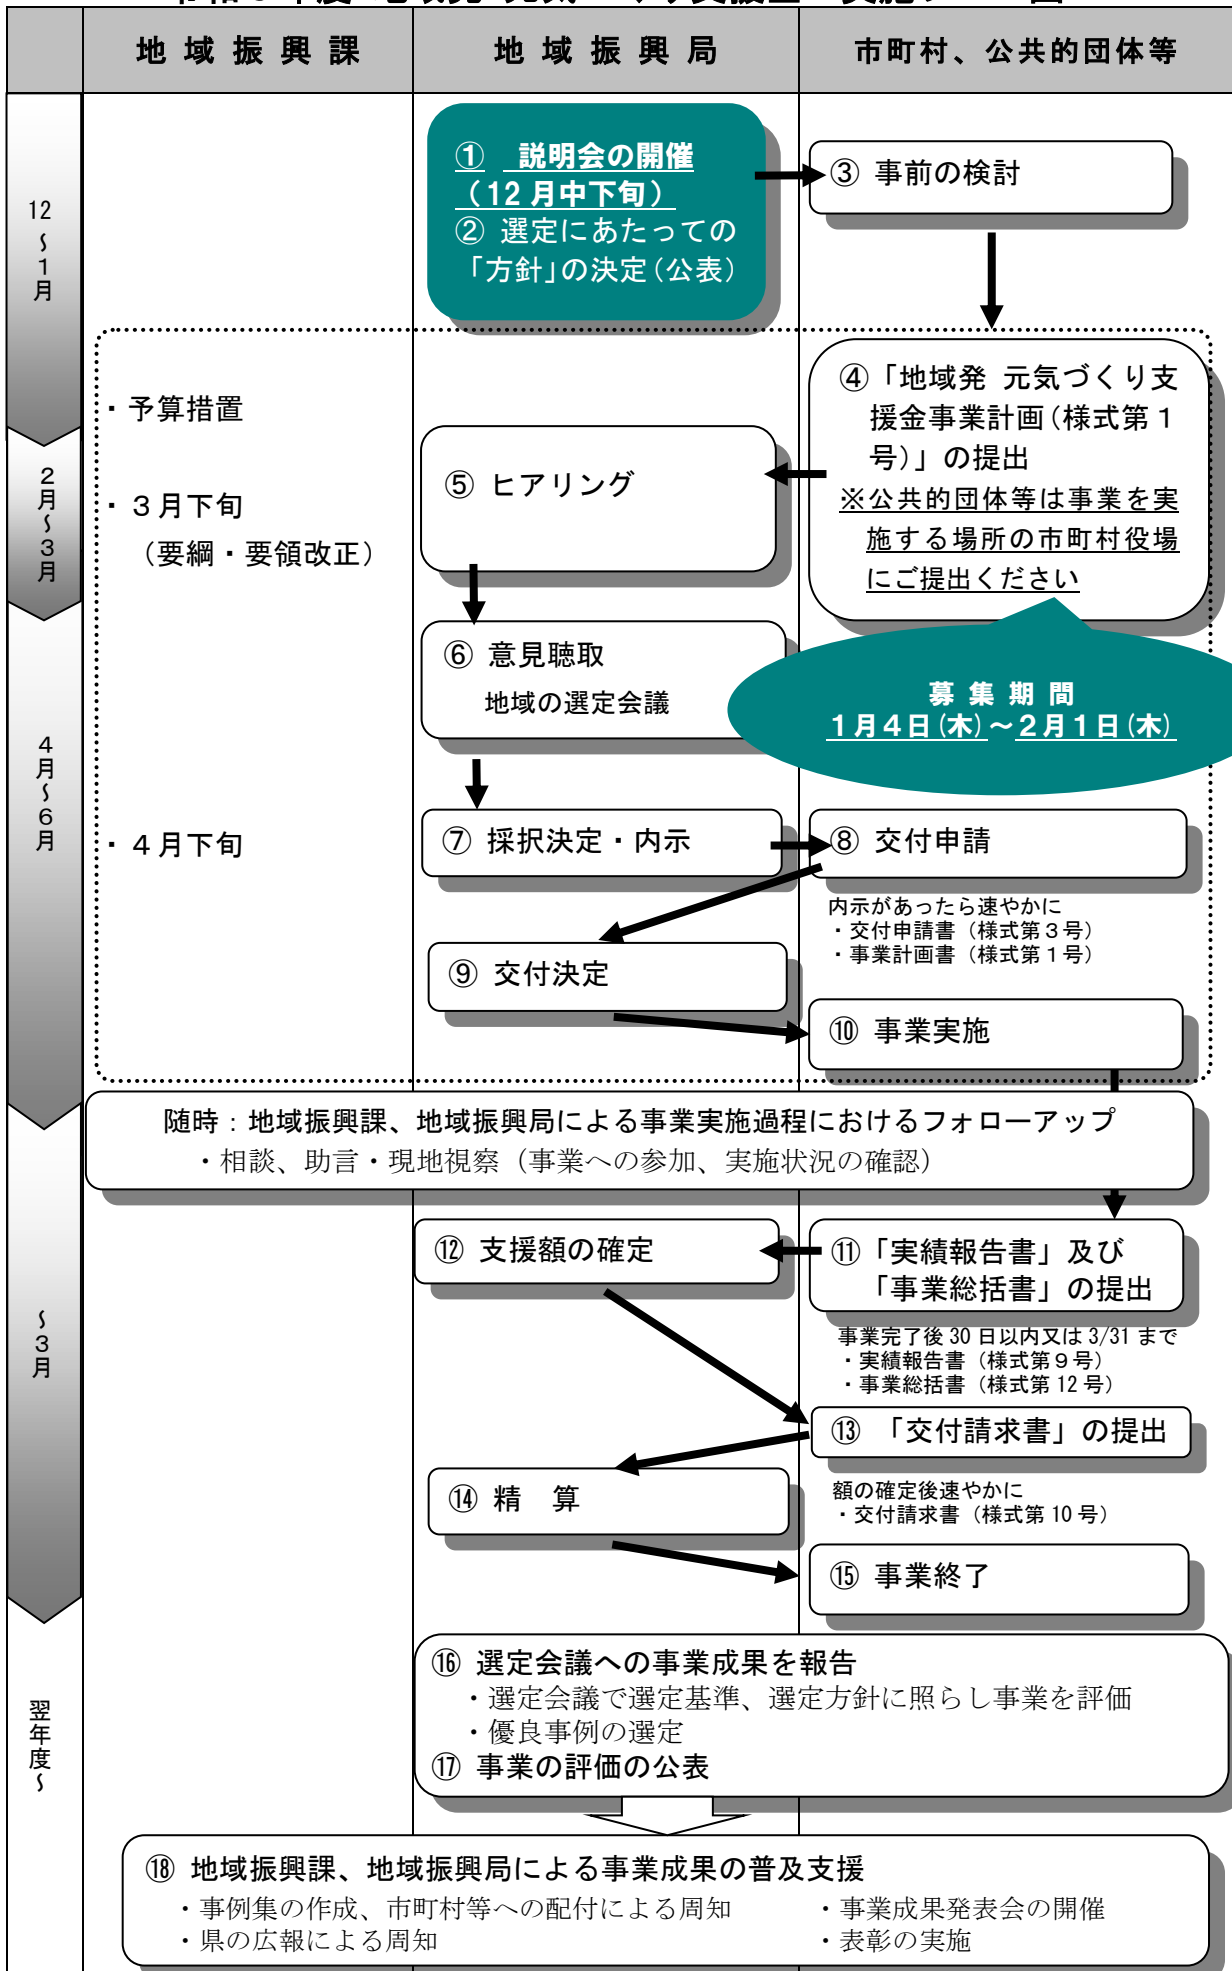 地域振興課
地域振興局
市町村、公共的団体等
12～1月
２月～３月
４月～６月
～３月
翌年度～
① 説明会の開催
（12月中下旬）
② 選定にあたっての
「方針」の決定（公表）
③ 事前の検討
・予算措置
・３月下旬
（要綱・要領改正）
④「地域発 元気づくり支
援金事業計画（様式第１
号）」の提出
※公共的団体等は事業を実
施する場所の市町村役場
にご提出ください
⑤ ヒアリング
⑥ 意見聴取
地域の選定会議
募集期間
１月４日（木）～２月１日（木）
・４月下旬
⑦ 採択決定・内示
⑧ 交付申請
内示があったら速やかに
・交付申請書（様式第３号）
・事業計画書（様式第１号）
⑨ 交付決定
⑩ 事業実施
随時：地域振興課、地域振興局による事業実施過程におけるフォローアップ
・相談、助言・現地視察（事業への参加、実施状況の確認）
⑫ 支援額の確定
⑪「実績報告書」及び
「事業総括書」の提出
事業完了後30日以内又は3/31まで
・実績報告書（様式第９号）
・事業総括書（様式第12号）
⑬ 「交付請求書」の提出
額の確定後速やかに
・交付請求書（様式第10号）
⑭ 精　算
⑮ 事業終了
⑯ 選定会議への事業成果を報告
・選定会議で選定基準、選定方針に照らし事業を評価
・優良事例の選定
⑰ 事業の評価の公表
⑱ 地域振興課、地域振興局による事業成果の普及支援
・事例集の作成、市町村等への配付による周知
・事業成果発表会の開催
・県の広報による周知
・表彰の実施